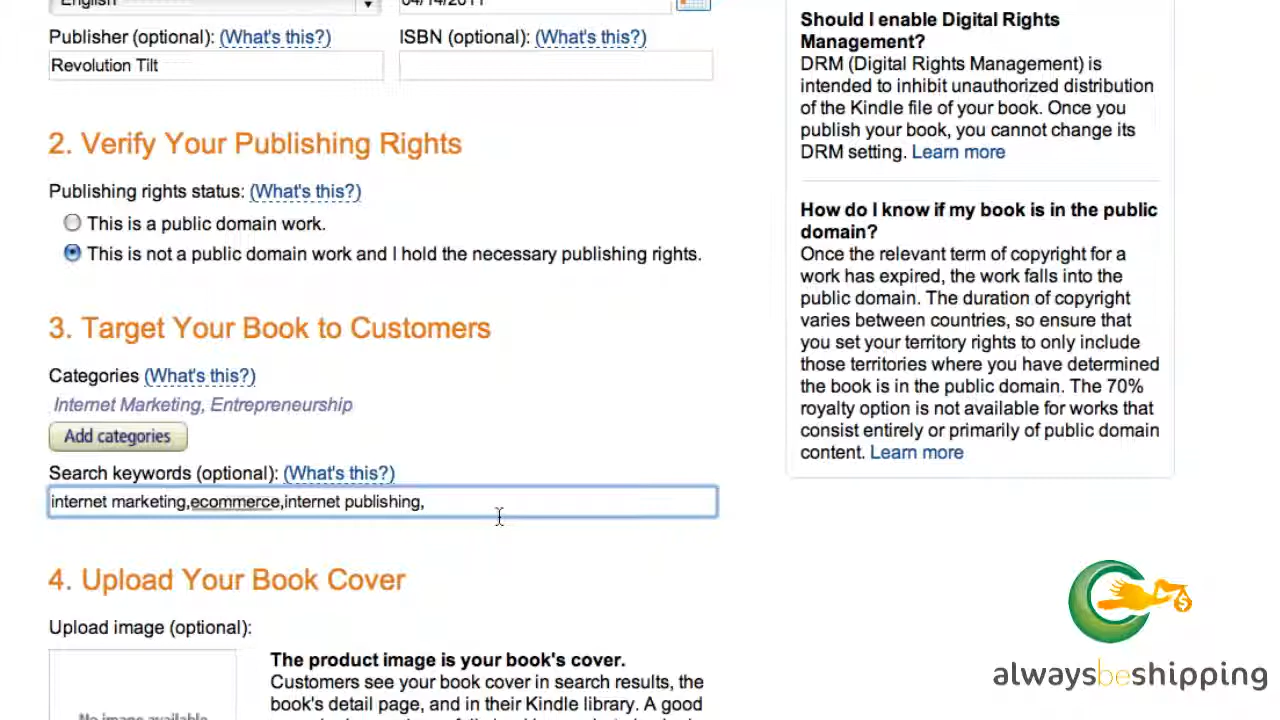 English
04/14/2011
Publisher (optional): (What's this?)
ISBN (optional): (What's this?)
Revolution Tilt
2. Verify Your Publishing Rights
Publishing rights status: (What's this?)
This is a public domain work.
This is not a public domain work and I hold the necessary publishing rights.
3. Target Your Book to Customers
Categories (What's this?)
Internet Marketing, Entrepreneurship
Add categories
Search keywords (optional): (What's this?)
internet marketing,ecommerce,internet publishing,
4. Upload Your Book Cover
Upload image (optional):
No image available
The product image is your book's cover.
Customers see your book cover in search results, the
book's detail page, and in their Kindle library. A good
Should I enable Digital Rights
Management?
DRM (Digital Rights Management) is
intended to inhibit unauthorized distribution
of the Kindle file of your book. Once you
publish your book, you cannot change its
DRM setting. Learn more
How do I know if my book is in the public
domain?
Once the relevant term of copyright for a
work has expired, the work falls into the
public domain. The duration of copyright
varies between countries, so ensure that
you set your territory rights to only include
those territories where you have determined
the book is in the public domain. The 70%
royalty option is not available for works that
consist entirely or primarily of public domain
content. Learn more
$
alwaysbeshipping